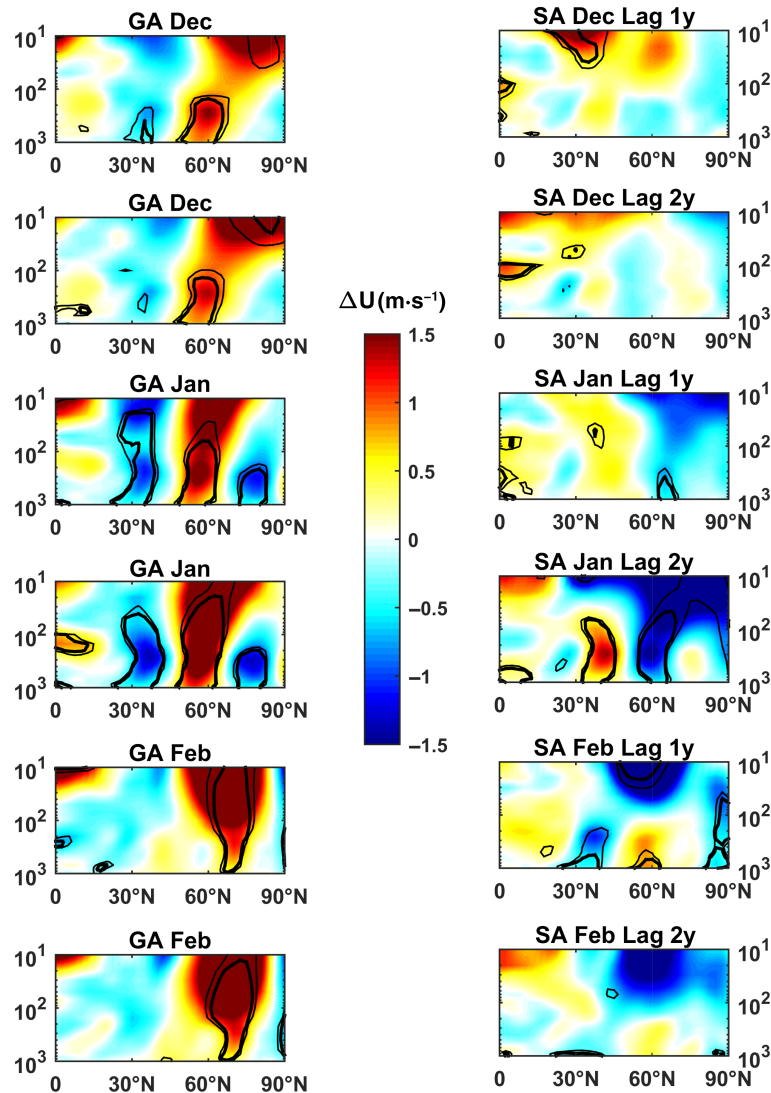 GA Dec
10^1
10^2
10^3
0 30°N 60°N 90°N
SA Dec Lag 1y
10^1
10^2
10^3
0 30°N 60°N 90°N
GA Dec
10^1
10^2
10^3
0 30°N 60°N 90°N
SA Dec Lag 2y
10^1
10^2
10^3
0 30°N 60°N 90°N
ΔU(m·s⁻¹)
1.5
1
0.5
0
−0.5
−1
−1.5
GA Jan
10^1
10^2
10^3
0 30°N 60°N 90°N
SA Jan Lag 1y
10^1
10^2
10^3
0 30°N 60°N 90°N
GA Jan
10^1
10^2
10^3
0 30°N 60°N 90°N
SA Jan Lag 2y
10^1
10^2
10^3
0 30°N 60°N 90°N
GA Feb
10^1
10^2
10^3
0 30°N 60°N 90°N
SA Feb Lag 1y
10^1
10^2
10^3
0 30°N 60°N 90°N
GA Feb
10^1
10^2
10^3
0 30°N 60°N 90°N
SA Feb Lag 2y
10^1
10^2
10^3
0 30°N 60°N 90°N